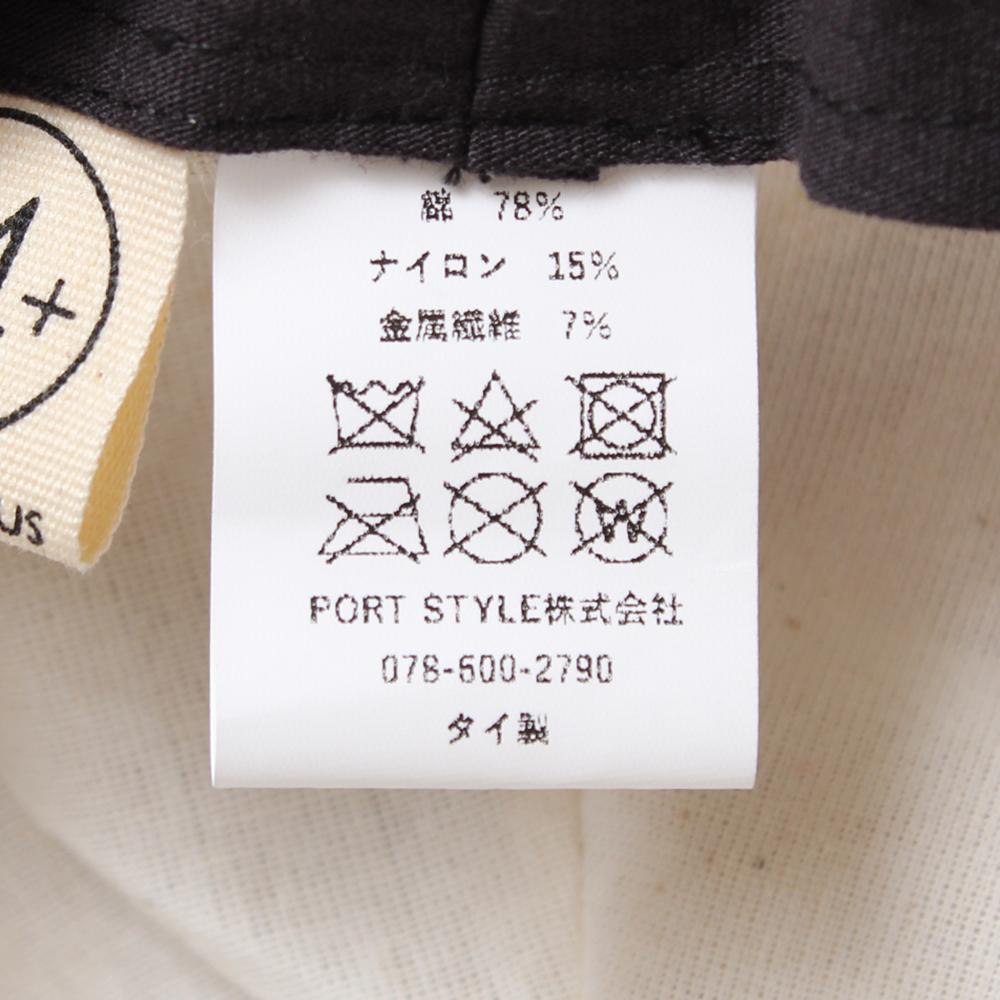 綿 78%
ナイロン 15%
金属繊維 7%
W
PORT STYLE株式会社
078-600-2790
タイ製